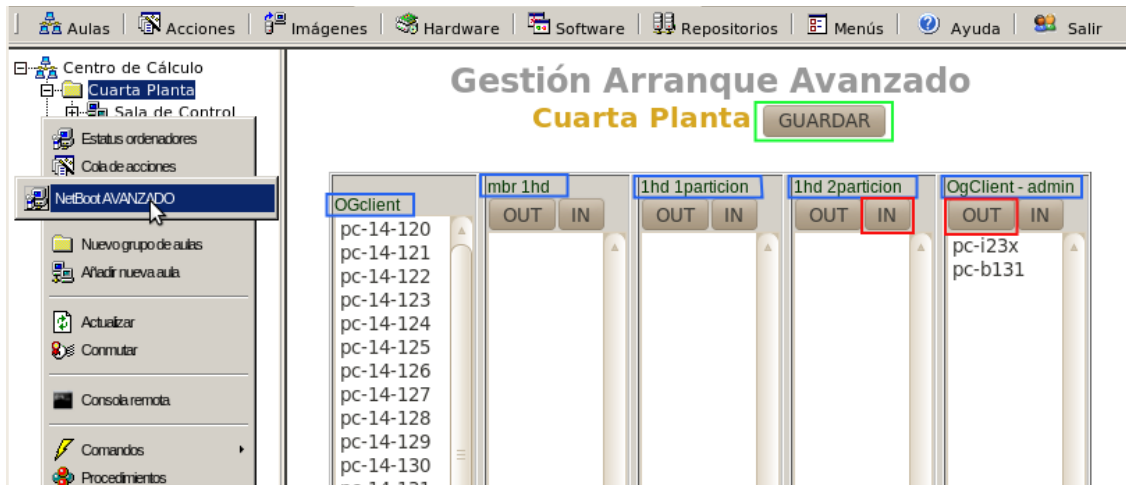 Aulas Acciones Imágenes Hardware Software Repositorios Menús Ayuda Salir
Centro de Cálculo
Cuarta Planta
Sala de Control
Estatus ordenadores
Cola de acciones
NetBoot AVANZADO
Nuevo grupo de aulas
Añadir nueva aula
Actualizar
Conmutar
Consola remota
Comandos
Procedimientos
Gestión Arranque Avanzado
Cuarta Planta GUARDAR
OGclient
pc-14-120
pc-14-121
pc-14-122
pc-14-123
pc-14-124
pc-14-125
pc-14-126
pc-14-127
pc-14-128
pc-14-129
pc-14-130
mbr 1hd
OUT IN
1hd 1particion
OUT IN
1hd 2particion
OUT IN
OgClient - admin
OUT IN
pc-i23x
pc-b131